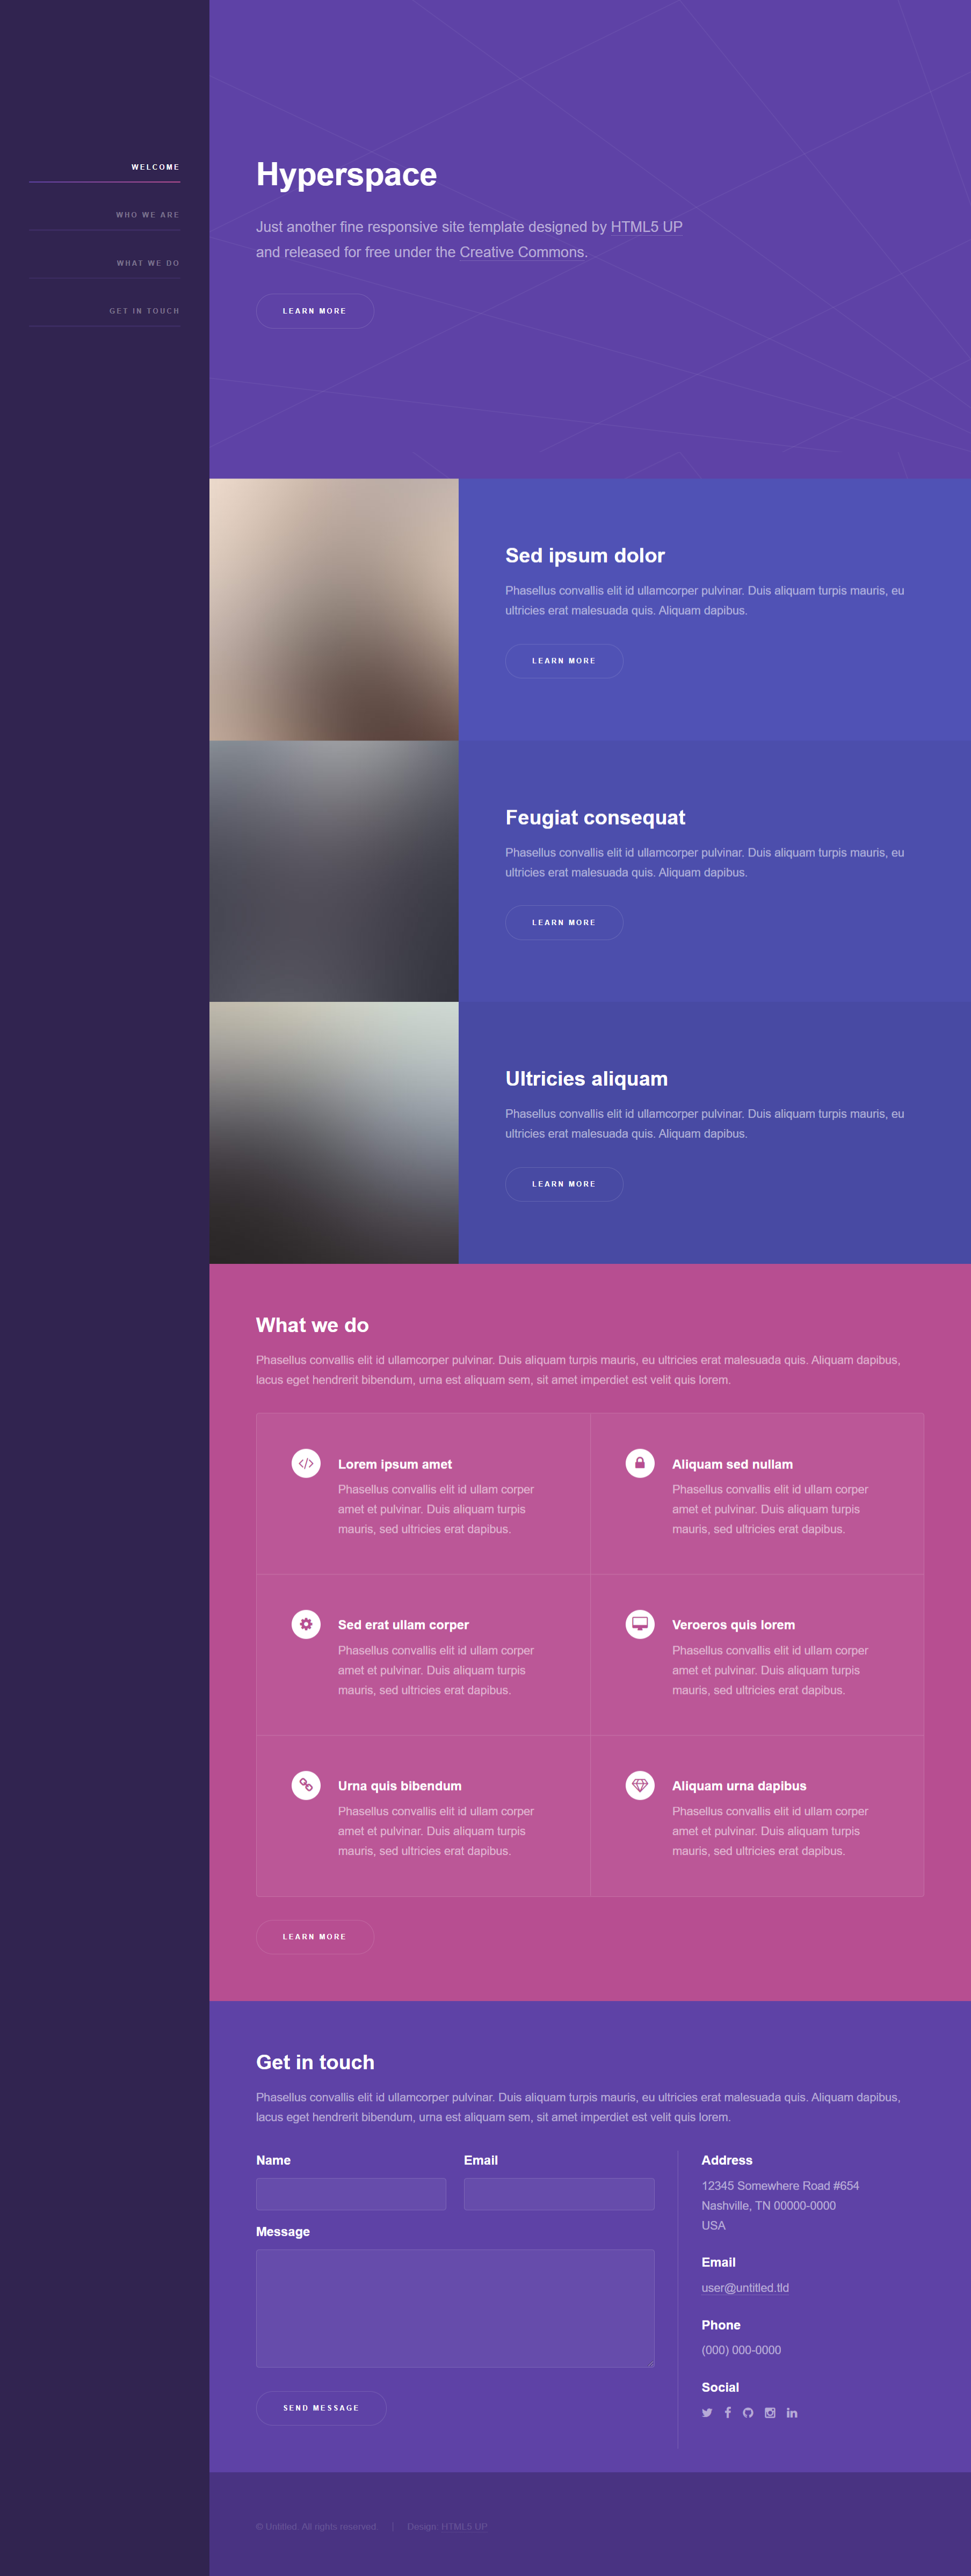 WELCOME
WHO WE ARE
WHAT WE DO
GET IN TOUCH
Hyperspace
Just another fine responsive site template designed by HTML5 UP
and released for free under the Creative Commons.
LEARN MORE
Sed ipsum dolor
Phasellus convallis elit id ullamcorper pulvinar. Duis aliquam turpis mauris, eu
ultricies erat malesuada quis. Aliquam dapibus.
LEARN MORE
Feugiat consequat
Phasellus convallis elit id ullamcorper pulvinar. Duis aliquam turpis mauris, eu
ultricies erat malesuada quis. Aliquam dapibus.
LEARN MORE
Ultricies aliquam
Phasellus convallis elit id ullamcorper pulvinar. Duis aliquam turpis mauris, eu
ultricies erat malesuada quis. Aliquam dapibus.
LEARN MORE
What we do
Phasellus convallis elit id ullamcorper pulvinar. Duis aliquam turpis mauris, eu ultricies erat malesuada quis. Aliquam dapibus,
lacus eget hendrerit bibendum, urna est aliquam sem, sit amet imperdiet est velit quis lorem.
Lorem ipsum amet
Phasellus convallis elit id ullam corper
amet et pulvinar. Duis aliquam turpis
mauris, sed ultricies erat dapibus.
Aliquam sed nullam
Phasellus convallis elit id ullam corper
amet et pulvinar. Duis aliquam turpis
mauris, sed ultricies erat dapibus.
Sed erat ullam corper
Phasellus convallis elit id ullam corper
amet et pulvinar. Duis aliquam turpis
mauris, sed ultricies erat dapibus.
Veroeros quis lorem
Phasellus convallis elit id ullam corper
amet et pulvinar. Duis aliquam turpis
mauris, sed ultricies erat dapibus.
Urna quis bibendum
Phasellus convallis elit id ullam corper
amet et pulvinar. Duis aliquam turpis
mauris, sed ultricies erat dapibus.
Aliquam urna dapibus
Phasellus convallis elit id ullam corper
amet et pulvinar. Duis aliquam turpis
mauris, sed ultricies erat dapibus.
LEARN MORE
Get in touch
Phasellus convallis elit id ullamcorper pulvinar. Duis aliquam turpis mauris, eu ultricies erat malesuada quis. Aliquam dapibus,
lacus eget hendrerit bibendum, urna est aliquam sem, sit amet imperdiet est velit quis lorem.
Name
Email
Message
SEND MESSAGE
Address
12345 Somewhere Road #654
Nashville, TN 00000-0000
USA
Email
user@untitled.tld
Phone
(000) 000-0000
Social
© Untitled. All rights reserved. Design: HTML5 UP